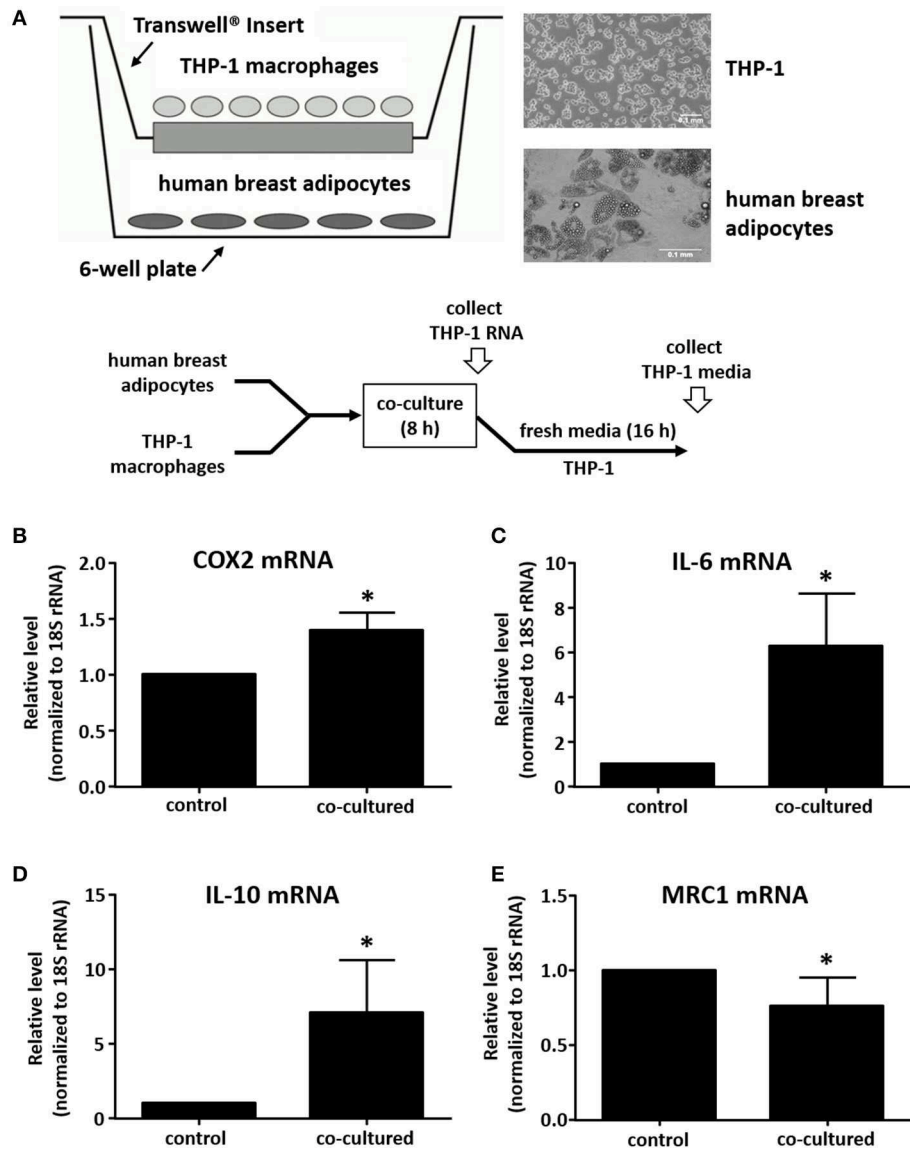 A
Transwell® Insert
THP-1 macrophages
human breast adipocytes
6-well plate
0.1 mm
THP-1
0.1 mm
human breast
adipocytes
collect
THP-1 RNA
collect
THP-1 media
human breast
adipocytes
THP-1
macrophages
co-culture
(8 h)
fresh media (16 h)
THP-1
B
COX2 mRNA
Relative level
(normalized to 18S rRNA)
2.0
1.5
1.0
0.5
0.0
*
control
co-cultured
C
IL-6 mRNA
Relative level
(normalized to 18S rRNA)
10
8
6
4
2
0
*
control
co-cultured
D
IL-10 mRNA
Relative level
(normalized to 18S rRNA)
15
10
5
0
*
control
co-cultured
E
MRC1 mRNA
Relative level
(normalized to 18S rRNA)
1.5
1.0
0.5
0.0
*
control
co-cultured